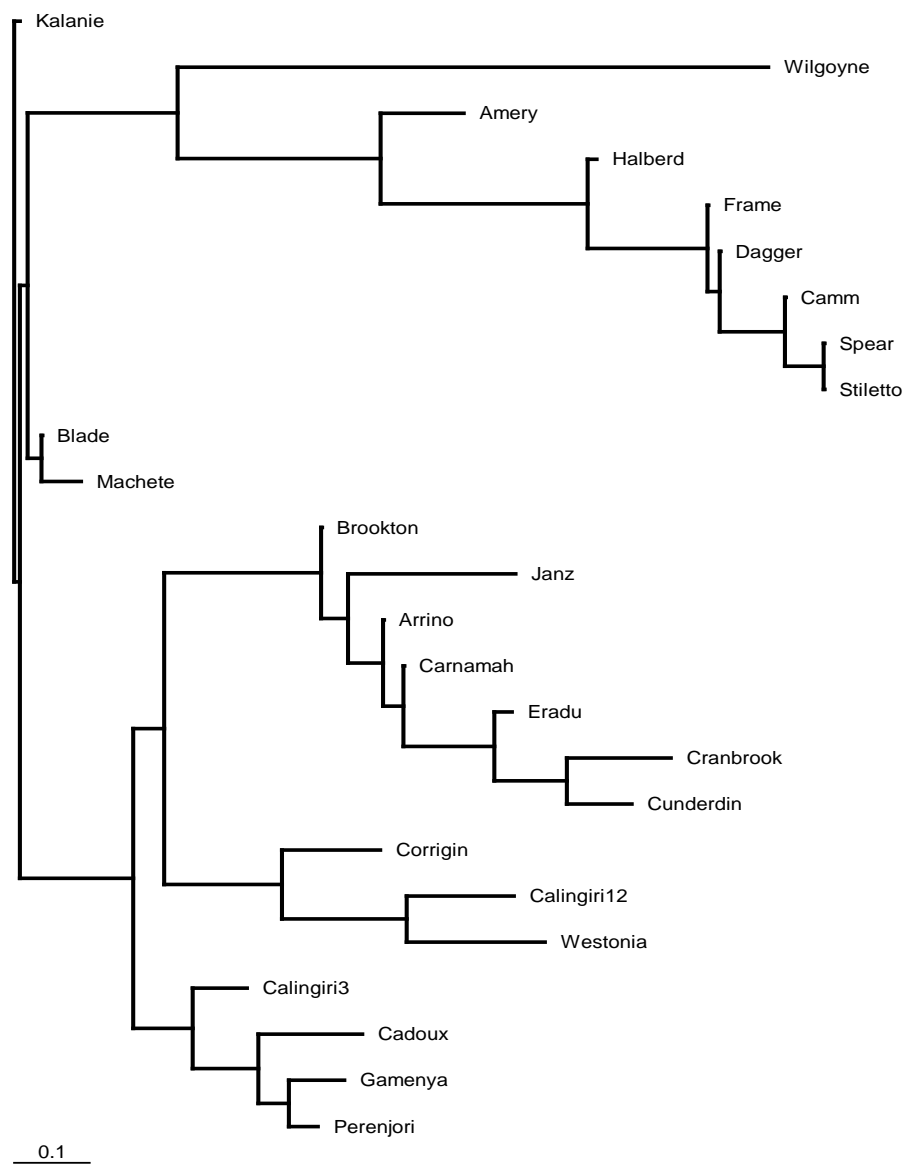 Kalanie
Wilgoyne
Amery
Halberd
Frame
Dagger
Camm
Spear
Stiletto
Blade
Machete
Brookton
Janz
Arrino
Carnamah
Eradu
Cranbrook
Cunderdin
Corrigin
Calingiri12
Westonia
Calingiri3
Cadoux
Gamenya
Perenjori
0.1